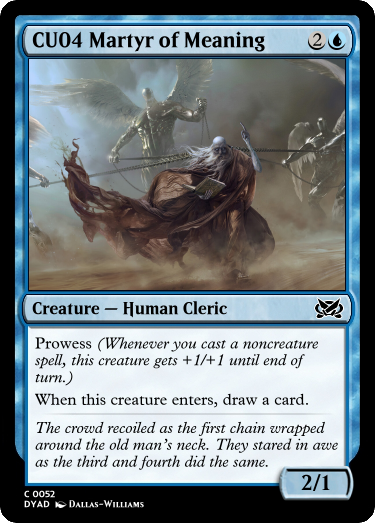 CU04 Martyr of Meaning 2
Creature — Human Cleric
Prowess (Whenever you cast a noncreature
spell, this creature gets +1/+1 until end of
turn.)
When this creature enters, draw a card.
The crowd recoiled as the first chain wrapped
around the old man's neck. They stared in awe
as the third and fourth did the same.
2/1
C 0052
DYAD Dallas-Williams